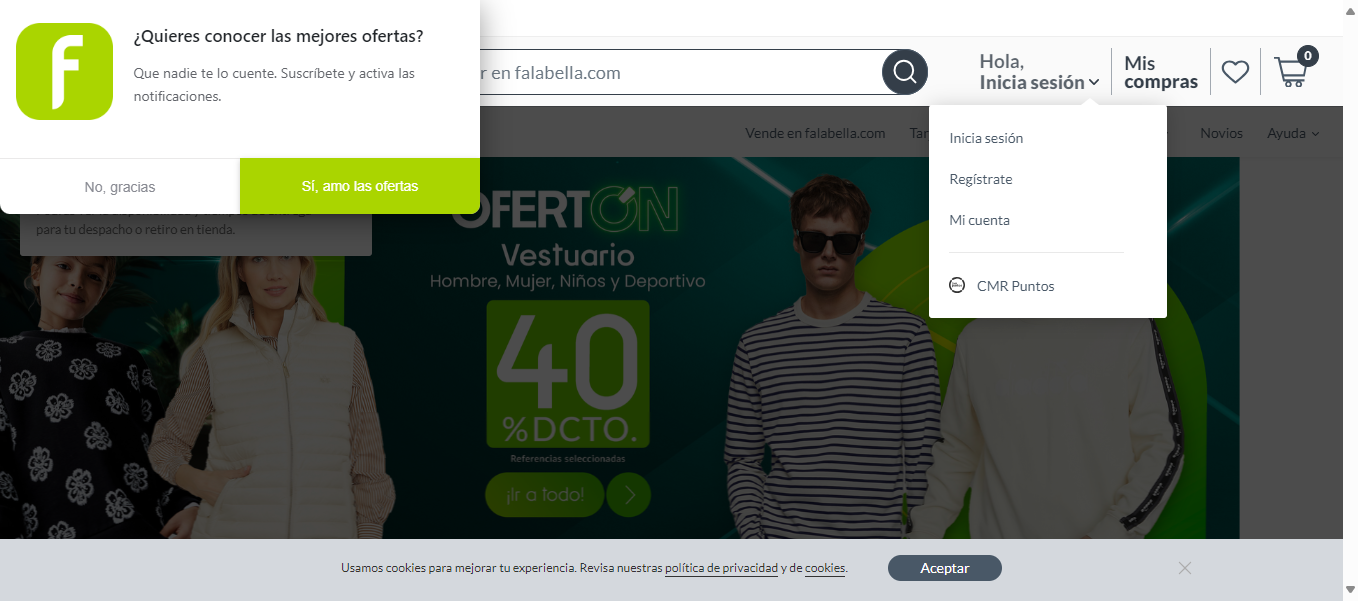 ¿Quieres conocer las mejores ofertas?
Que nadie te lo cuente. Suscríbete y activa las
notificaciones.
No, gracias
Sí, amo las ofertas
en falabella.com
Hola,
Inicia sesión
Mis
compras
0
Inicia sesión
Regístrate
Mi cuenta
CMR Puntos
Vende en falabella.com
Novios
Ayuda
para tu despacho o retiro en tienda.
OFERTÓN
Vestuario
Hombre, Mujer, Niños y Deportivo
40
%DCTO.
Referencias seleccionadas
¡Ir a todo!
Usamos cookies para mejorar tu experiencia. Revisa nuestras política de privacidad y de cookies.
Aceptar